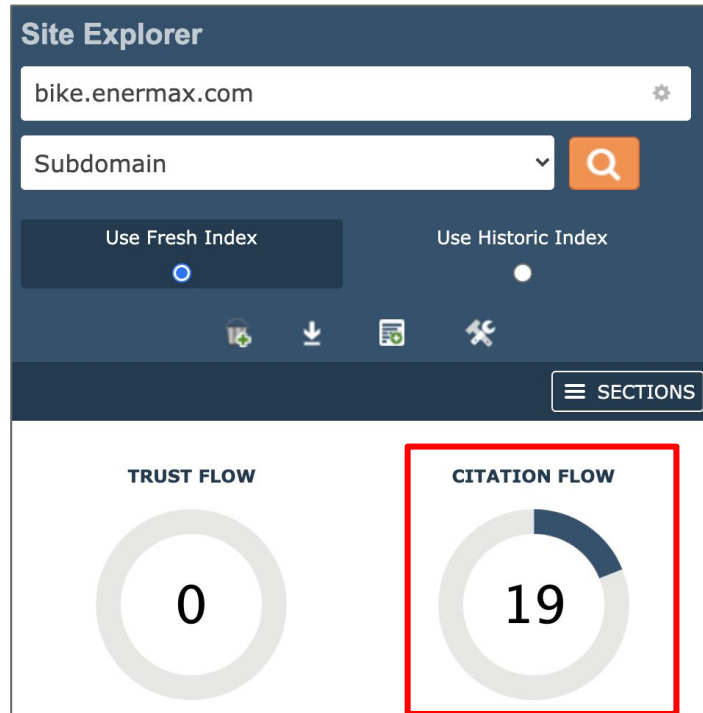 Site Explorer
bike.enermax.com
Subdomain
Use Fresh Index Use Historic Index
SECTIONS
TRUST FLOW CITATION FLOW
0 19